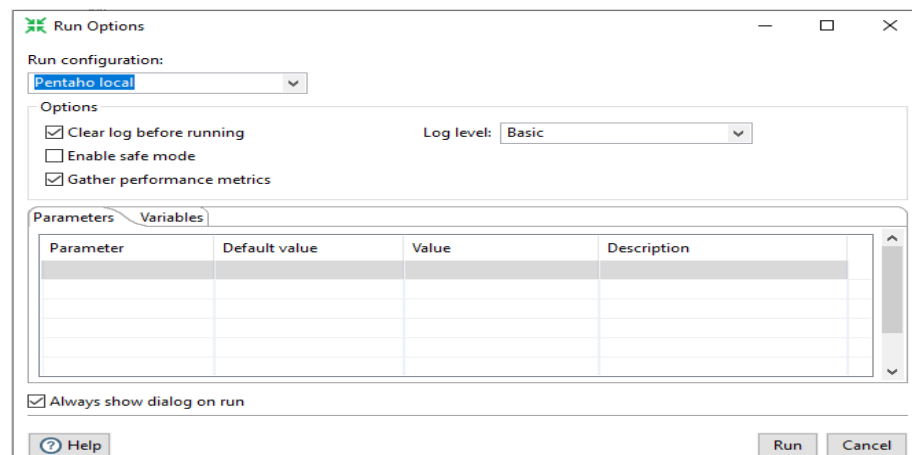 Run Options
Run configuration:
Pentaho local
Options
Clear log before running Log level: Basic
Enable safe mode
Gather performance metrics
Parameters Variables
Parameter Default value Value Description
Always show dialog on run
Help Run Cancel